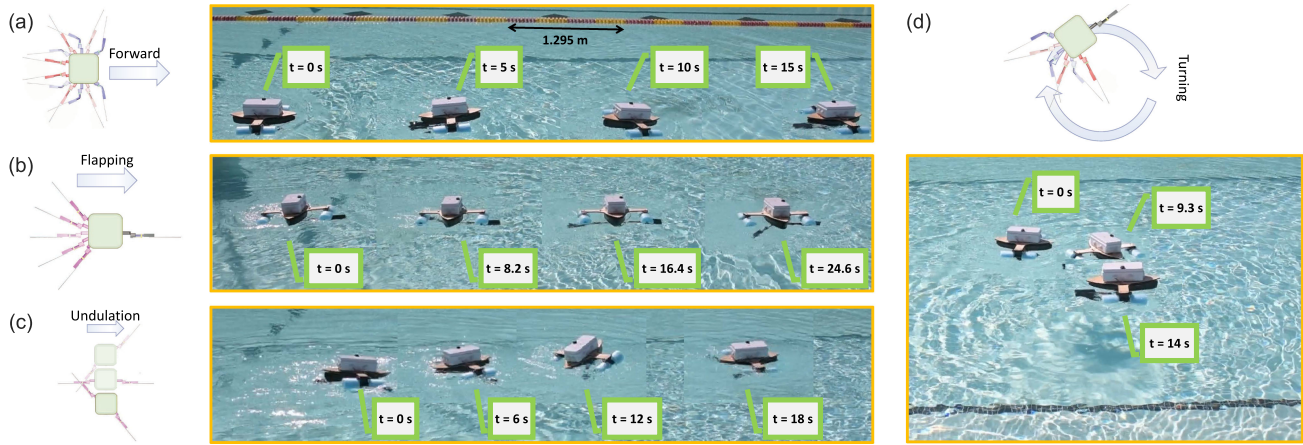 (a)
Forward
1.295 m
t = 0 s
t = 5 s
t = 10 s
t = 15 s
(b)
Flapping
t = 0 s
t = 8.2 s
t = 16.4 s
t = 24.6 s
(c)
Undulation
t = 0 s
t = 6 s
t = 12 s
t = 18 s
(d)
Turning
t = 0 s
t = 9.3 s
t = 14 s